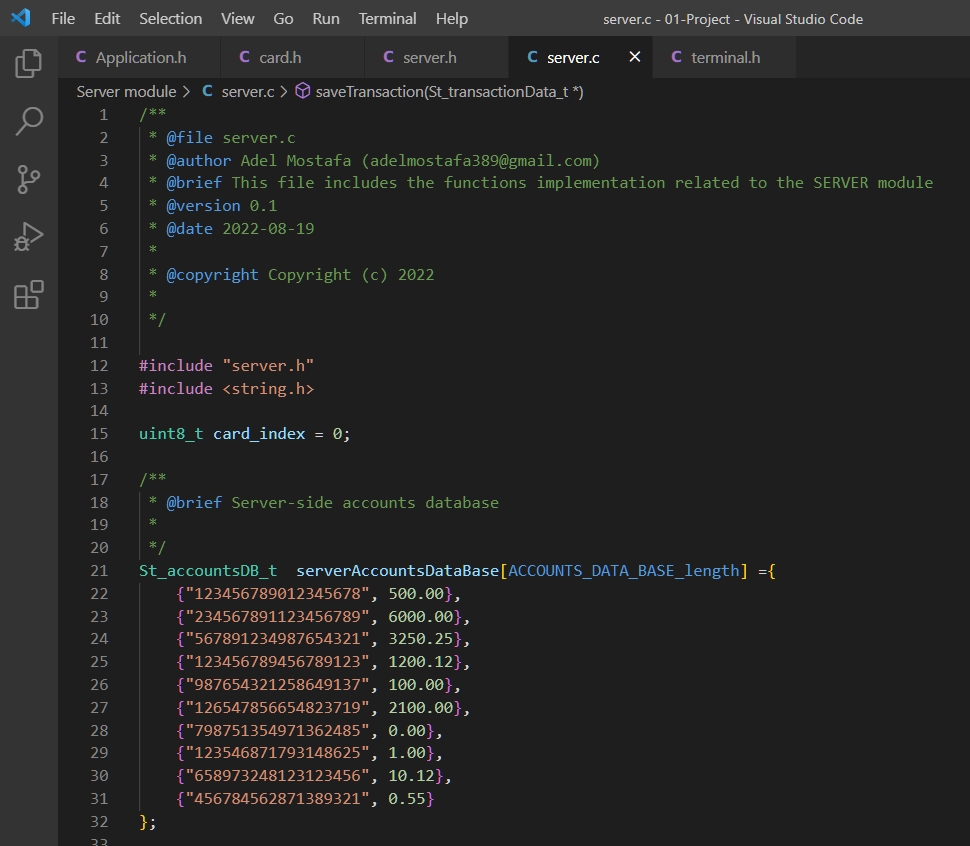 File Edit Selection View Go Run Terminal Help server.c - 01-Project - Visual Studio Code
C Application.h C card.h C server.h C server.c × C terminal.h
Server module > C server.c > saveTransaction(St_transactionData_t *)
1 /**
2  * @file server.c
3  * @author Adel Mostafa (adelmostafa389@gmail.com)
4  * @brief This file includes the functions implementation related to the SERVER module
5  * @version 0.1
6  * @date 2022-08-19
7  *
8  * @copyright Copyright (c) 2022
9  *
10  */
11
12 #include "server.h"
13 #include <string.h>
14
15 uint8_t card_index = 0;
16
17 /**
18  * @brief Server-side accounts database
19  *
20  */
21 St_accountsDB_t  serverAccountsDataBase[ACCOUNTS_DATA_BASE_length] ={
22     {"123456789012345678", 500.00},
23     {"234567891123456789", 6000.00},
24     {"567891234987654321", 3250.25},
25     {"123456789456789123", 1200.12},
26     {"987654321258649137", 100.00},
27     {"126547856654823719", 2100.00},
28     {"798751354971362485", 0.00},
29     {"123546871793148625", 1.00},
30     {"658973248123123456", 10.12},
31     {"456784562871389321", 0.55}
32 };
33